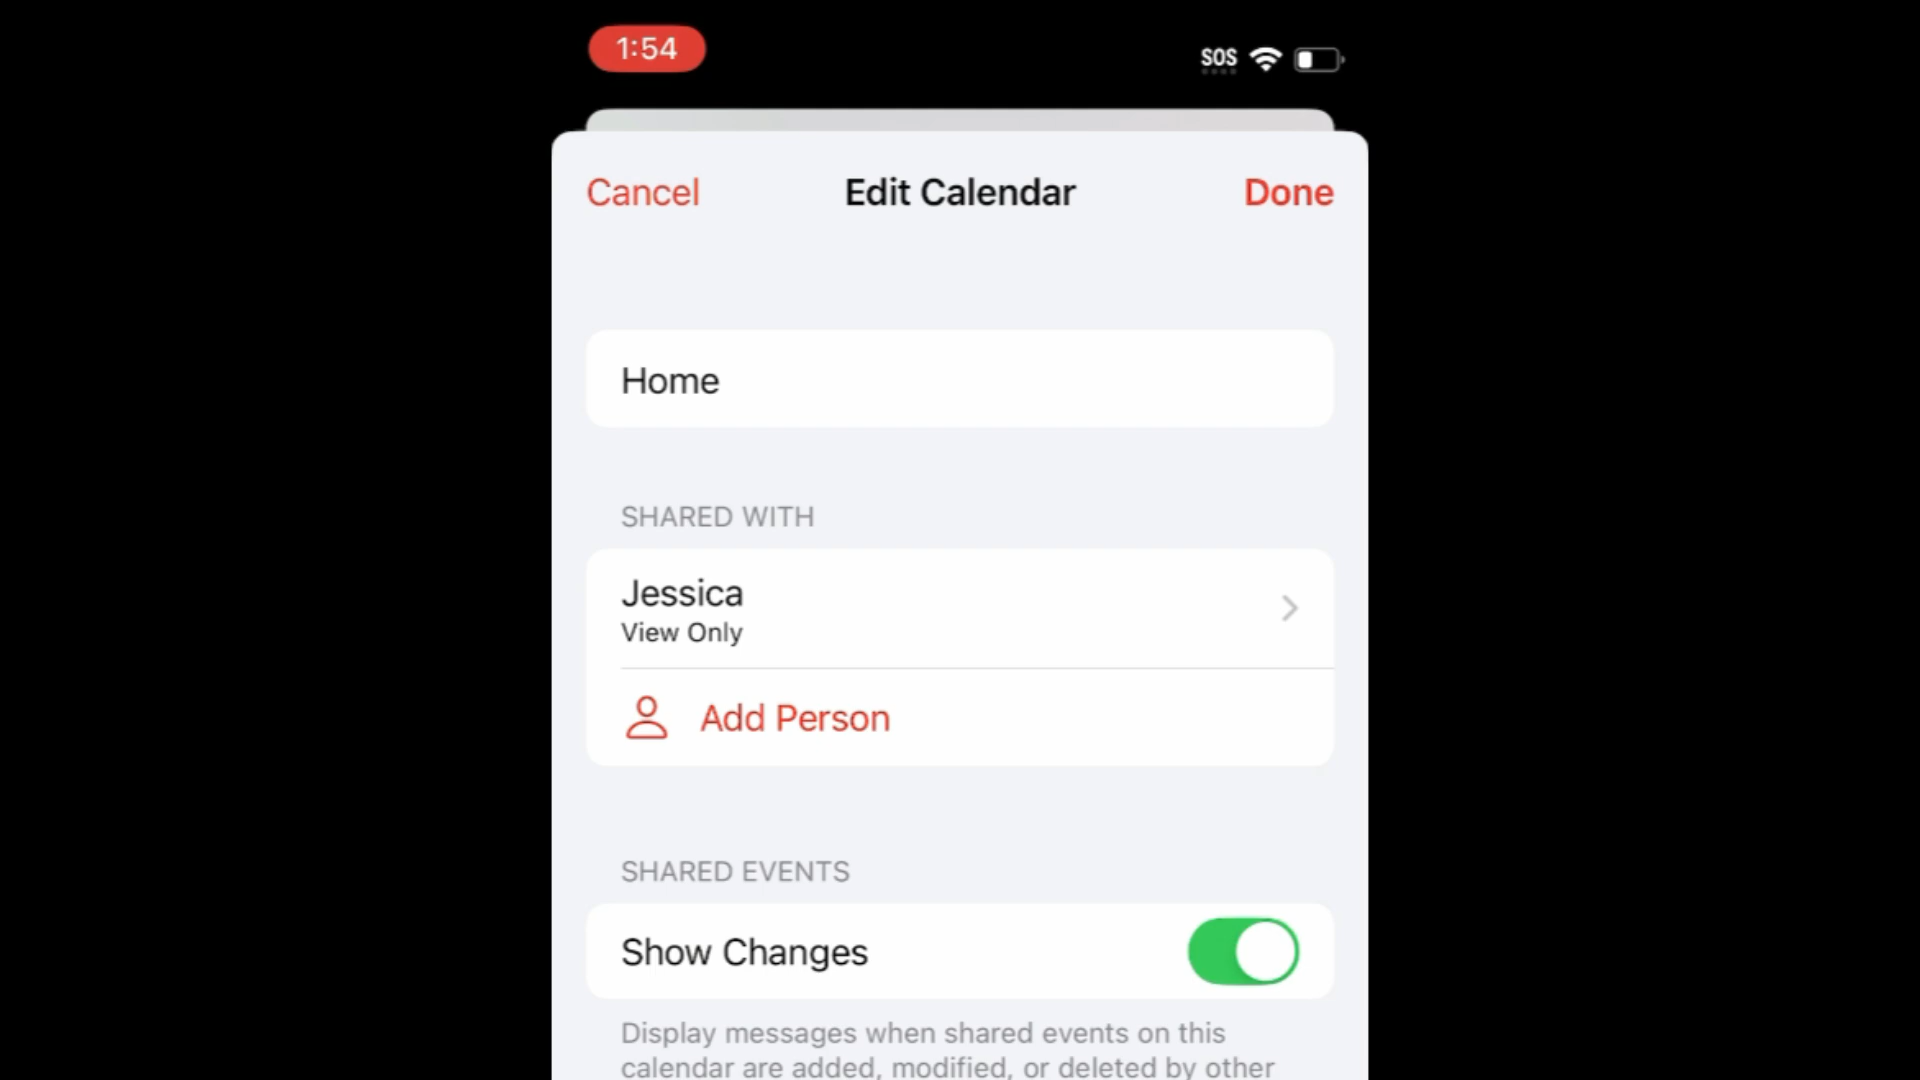 1:54
SOS
Cancel
Edit Calendar
Done
Home
SHARED WITH
Jessica
View Only
Add Person
SHARED EVENTS
Show Changes
Display messages when shared events on this
calendar are added, modified, or deleted by other